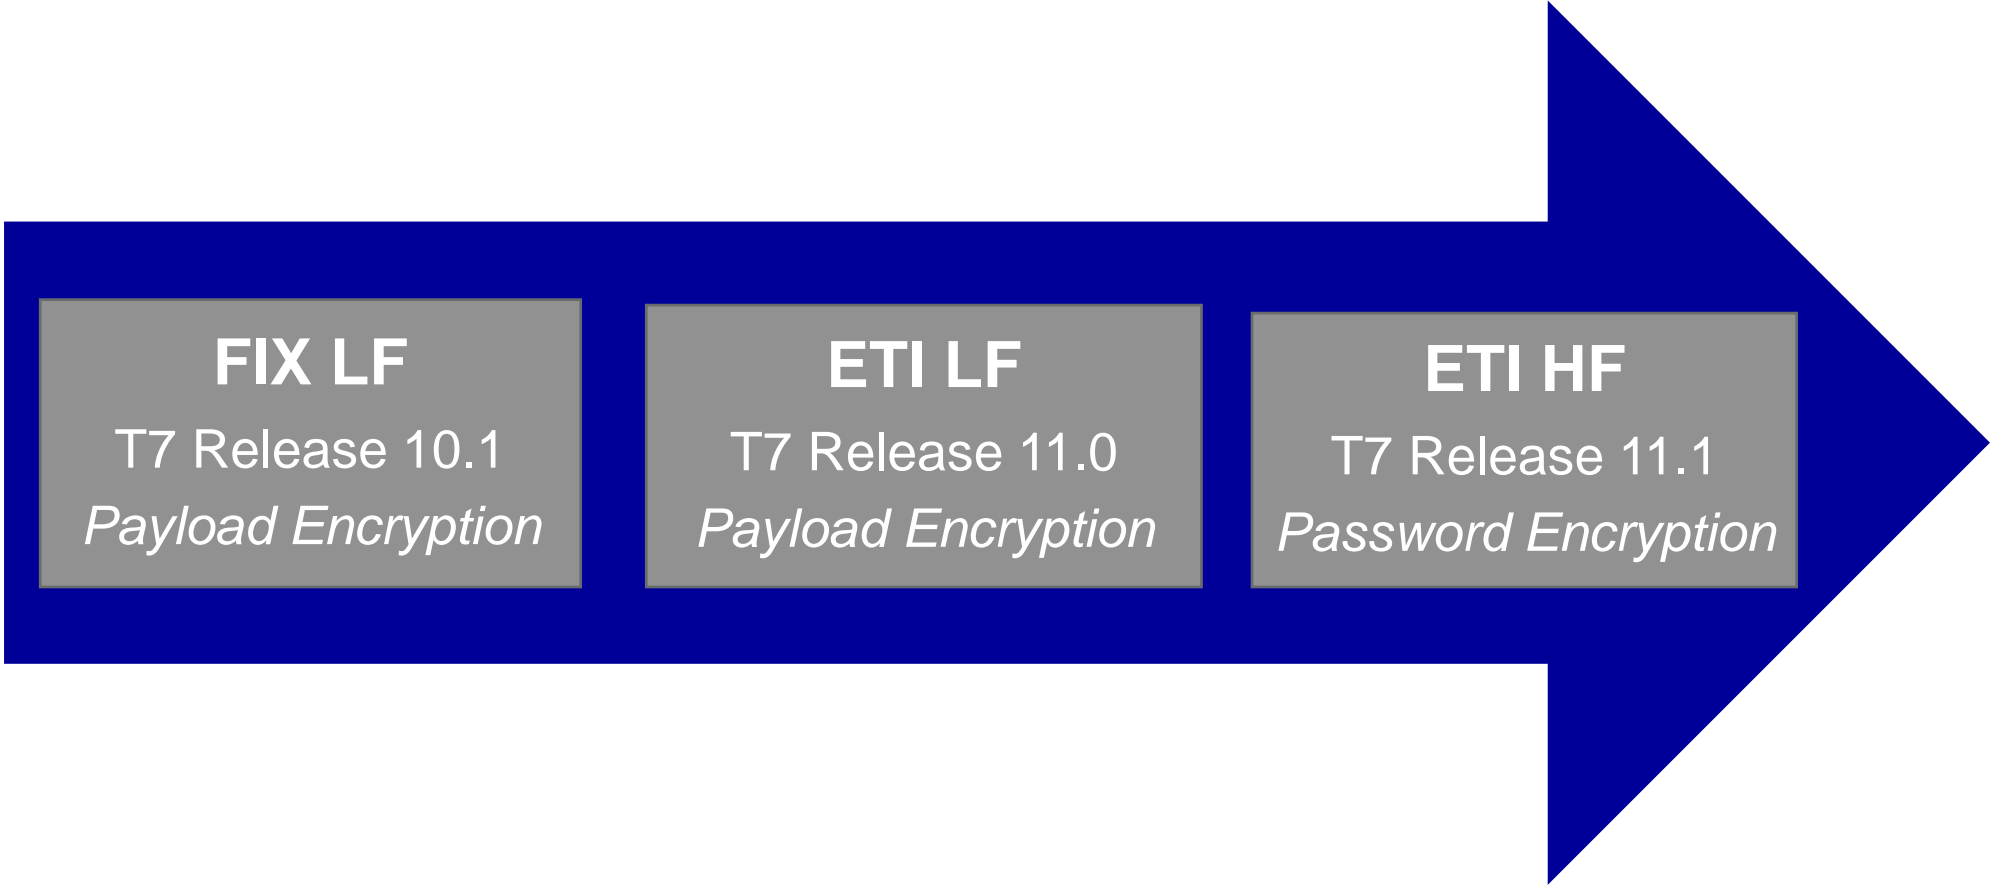 FIX LF
T7 Release 10.1
Payload Encryption
ETI LF
T7 Release 11.0
Payload Encryption
ETI HF
T7 Release 11.1
Password Encryption